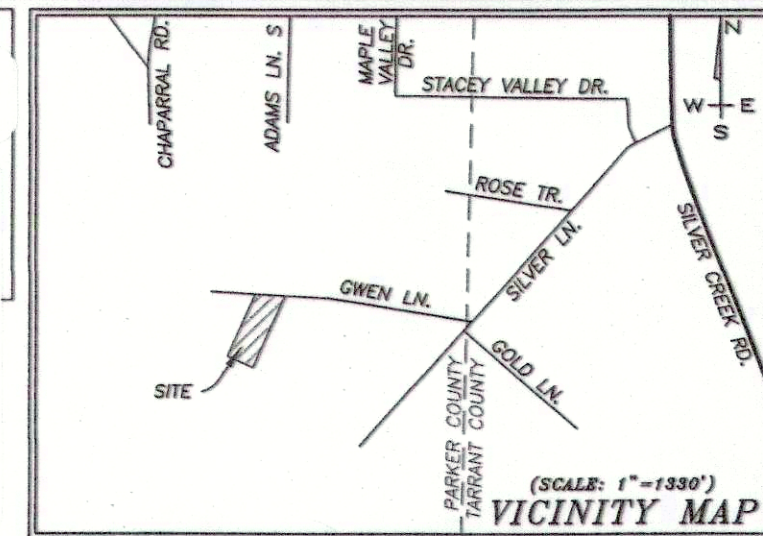 CHAPARRAL RD.
ADAMS LN. S
MAPLE
VALLEY
DR.
STACEY VALLEY DR.
N
W E
S
ROSE TR.
SILVER LN.
SILVER CREEK RD.
GWEN LN.
GOLD LN.
SITE
PARKER COUNTY
TARRANT COUNTY
(SCALE: 1"=1330')
VICINITY MAP